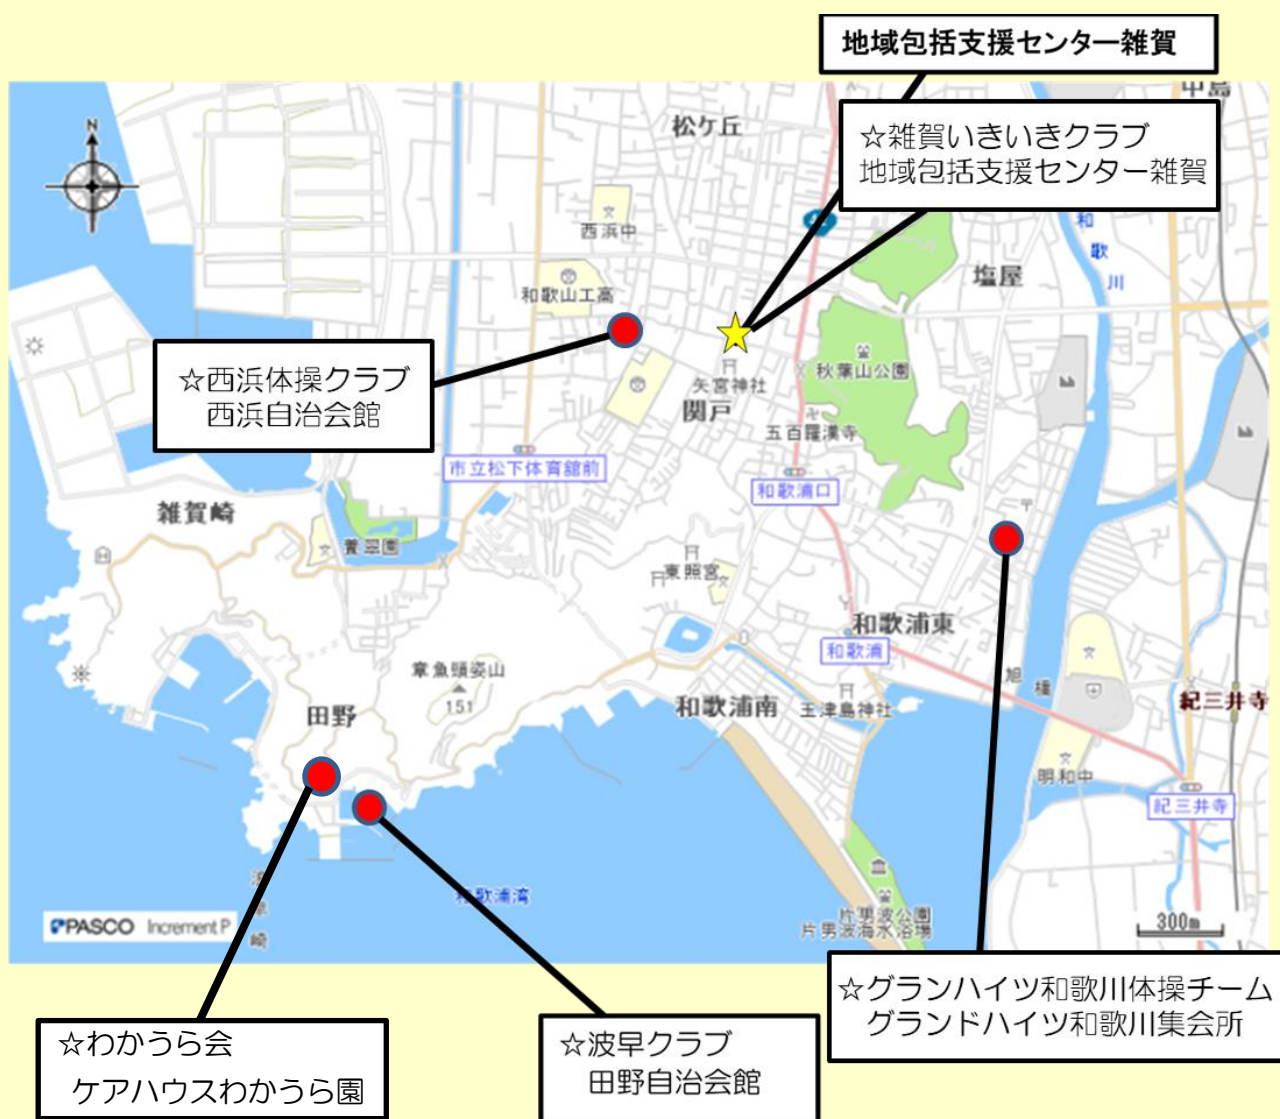 地域包括支援センター雑賀
中島
松ケ丘
☆雑賀いきいきクラブ
地域包括支援センター雑賀
N
西浜中
和歌川
塩屋
和歌山工高
☆西浜体操クラブ
西浜自治会館
矢宮神社
秋葉山公園
関戸
五百羅漢寺
市立松下体育館前
和歌浦口
雑賀崎
養翠園
東照宮
和歌浦東
和歌浦
旭橋
章魚頭姿山
151
田野
和歌浦南
玉津島神社
紀三井寺
明和中
紀三井寺
和歌浦湾
片男波公園
片男波海水浴場
PASCO Increment P
300m
☆グランハイツ和歌川体操チーム
グランドハイツ和歌川集会所
☆わかうら会
ケアハウスわかうら園
☆波早クラブ
田野自治会館